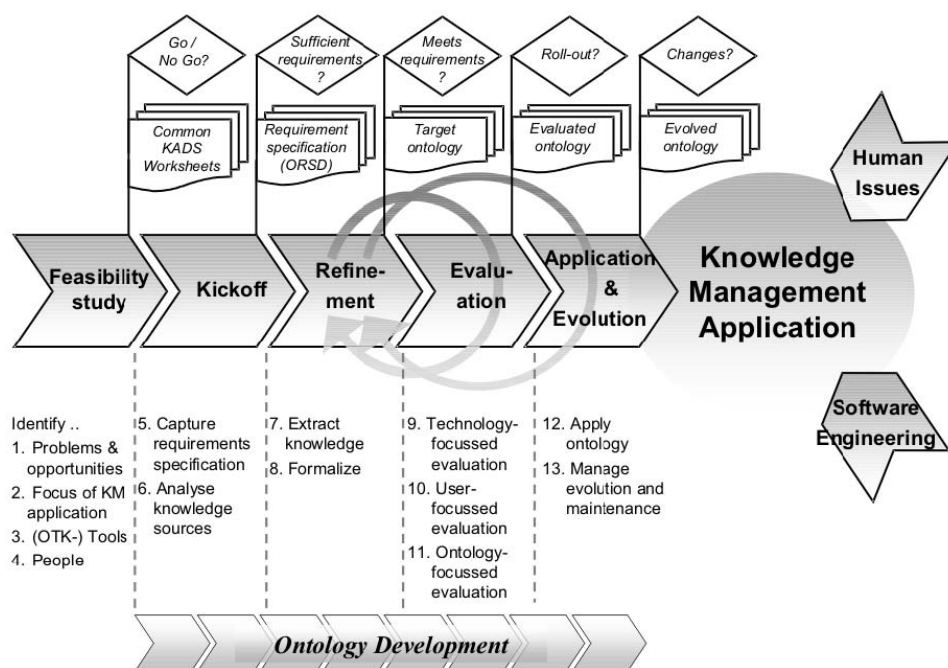 Go /
No Go?
Sufficient
requirements
?
Meets
requirements
?
Roll-out?
Changes?
Common
KADS
Worksheets
Requirement
specification
(ORSD)
Target
ontology
Evaluated
ontology
Evolved
ontology
Human
Issues
Feasibility
study
Kickoff
Refine-
ment
Evalu-
ation
Application
&
Evolution
Knowledge
Management
Application
Software
Engineering
Identify ..
1. Problems &
opportunities
2. Focus of KM
application
3. (OTK-) Tools
4. People
5. Capture
requirements
specification
6. Analyse
knowledge
sources
7. Extract
knowledge
8. Formalize
9. Technology-
focussed
evaluation
10. User-
focussed
evaluation
11. Ontology-
focussed
evaluation
12. Apply
ontology
13. Manage
evolution and
maintenance
Ontology Development